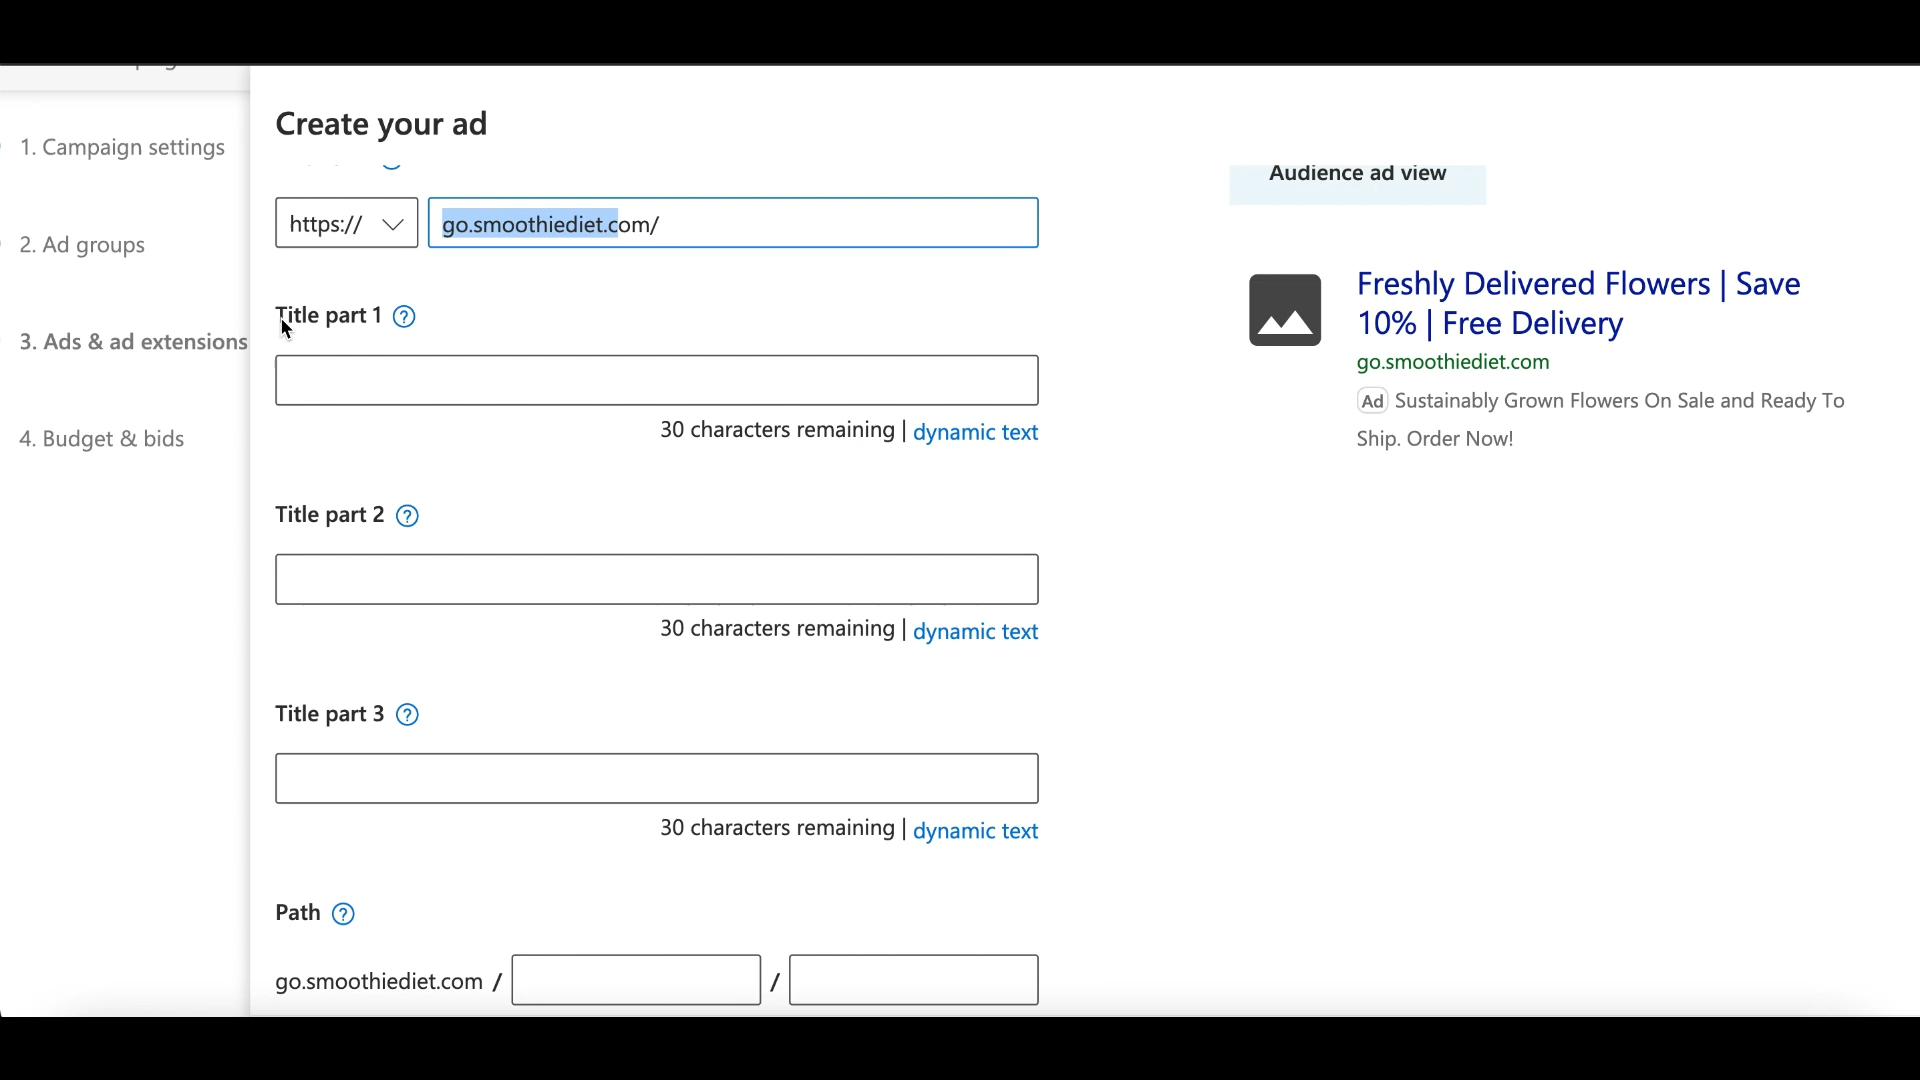 Create your ad
1. Campaign settings
2. Ad groups
3. Ads & ad extensions
4. Budget & bids
https://
go.smoothiediet.com/
Title part 1 ?
30 characters remaining | dynamic text
Title part 2 ?
30 characters remaining | dynamic text
Title part 3 ?
30 characters remaining | dynamic text
Path ?
go.smoothiediet.com / /
Audience ad view
Freshly Delivered Flowers | Save
10% | Free Delivery
go.smoothiediet.com
Ad Sustainably Grown Flowers On Sale and Ready To
Ship. Order Now!